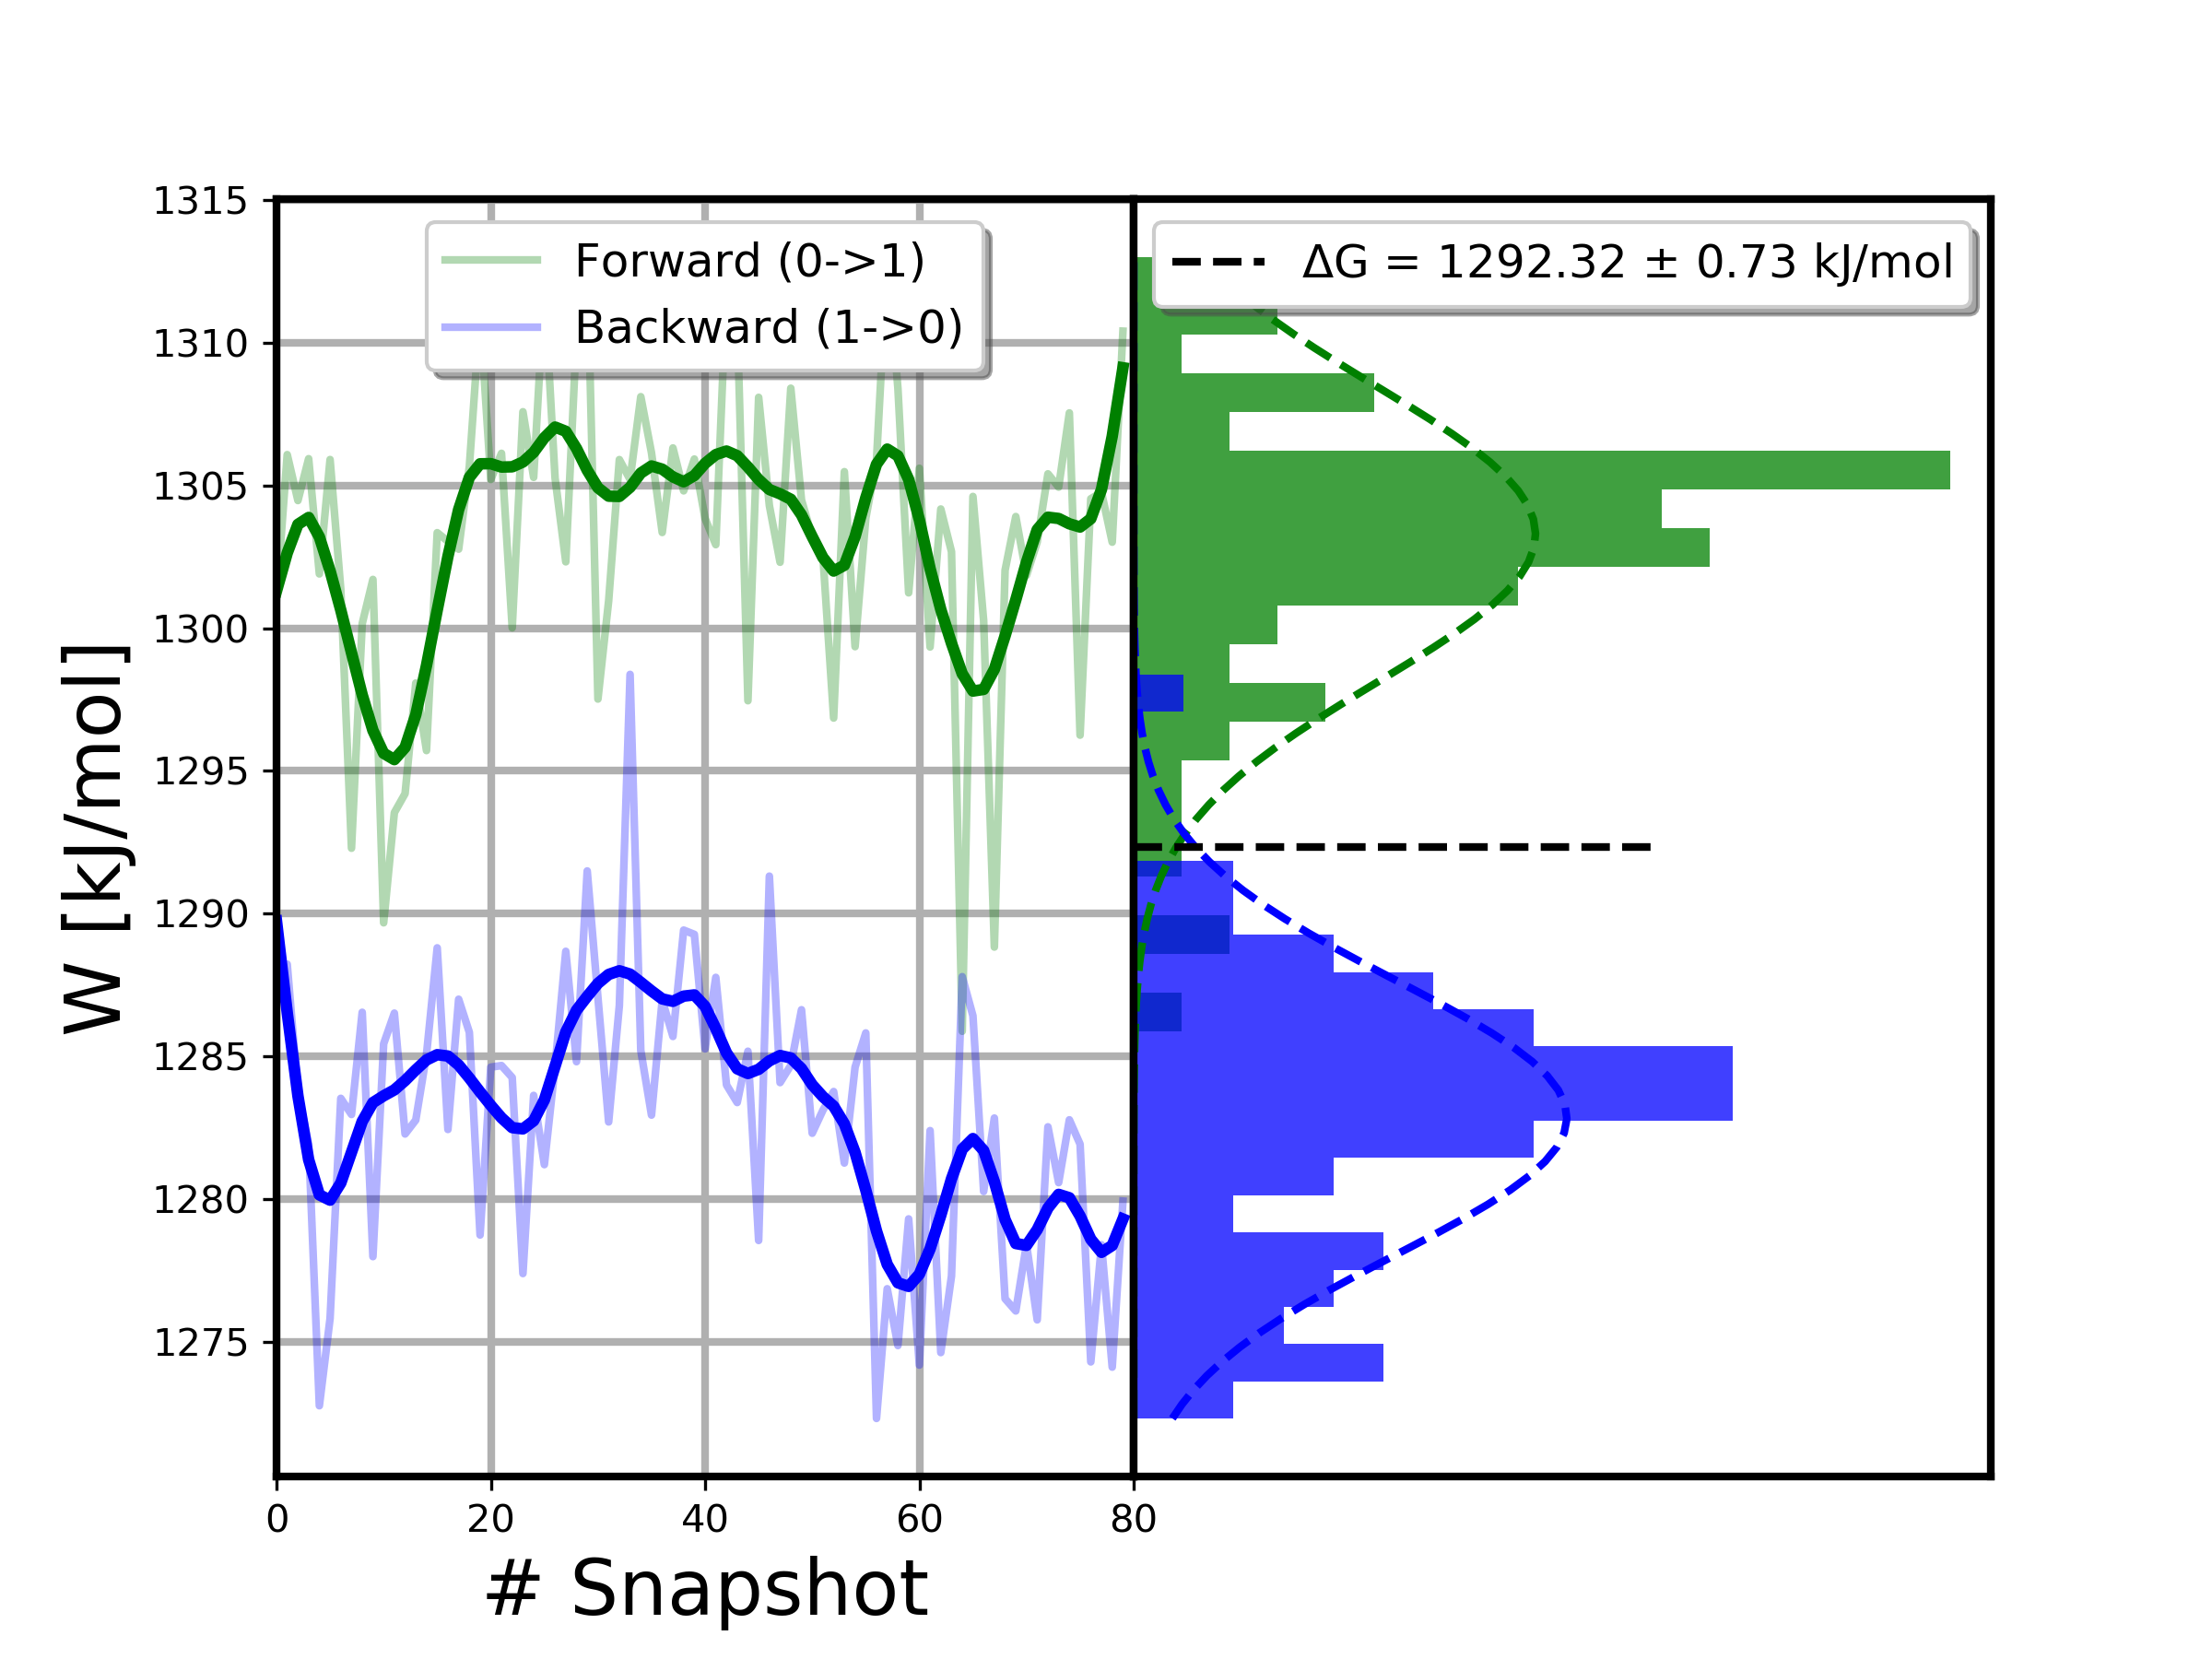 Forward (0->1)
Backward (1->0)
ΔG = 1292.32 ± 0.73 kJ/mol
W [kJ/mol]
1315
1310
1305
1300
1295
1290
1285
1280
1275
0 20 40 60 80
# Snapshot